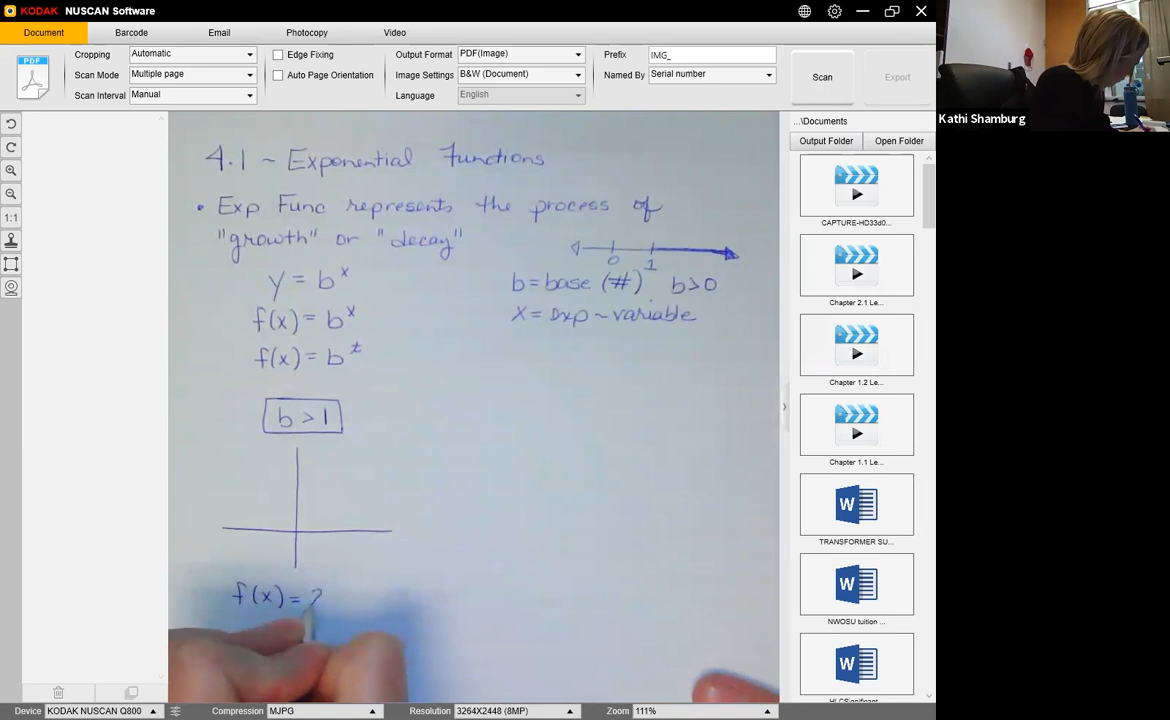 KODAK NUSCAN Software
Document
Barcode
Email
Photocopy
Video
PDF
Cropping Automatic
Scan Mode Multiple page
Scan Interval Manual
Edge Fixing
Auto Page Orientation
Output Format PDF(Image)
Image Settings B&W (Document)
Language English
Prefix IMG_
Named By Serial number
Scan
Export
Kathi Shamburg
1:1
4.1 ~ Exponential Functions
• Exp Func represents the process of
"growth" or "decay"
0 1
y = b^x
b = base (#) b > 0
f(x) = b^x
x = exp ~ variable
f(x) = b^t
b > 1
f(x) = 2
...\Documents
Output Folder
Open Folder
CAPTURE-HD33d0...
Chapter 2.1 Le...
Chapter 1.2 Le...
Chapter 1.1 Le...
W
TRANSFORMER SU...
W
NWOSU tuition ...
W
HLCSignificant
Device KODAK NUSCAN Q800
Compression MJPG
Resolution 3264X2448 (8MP)
Zoom 111%